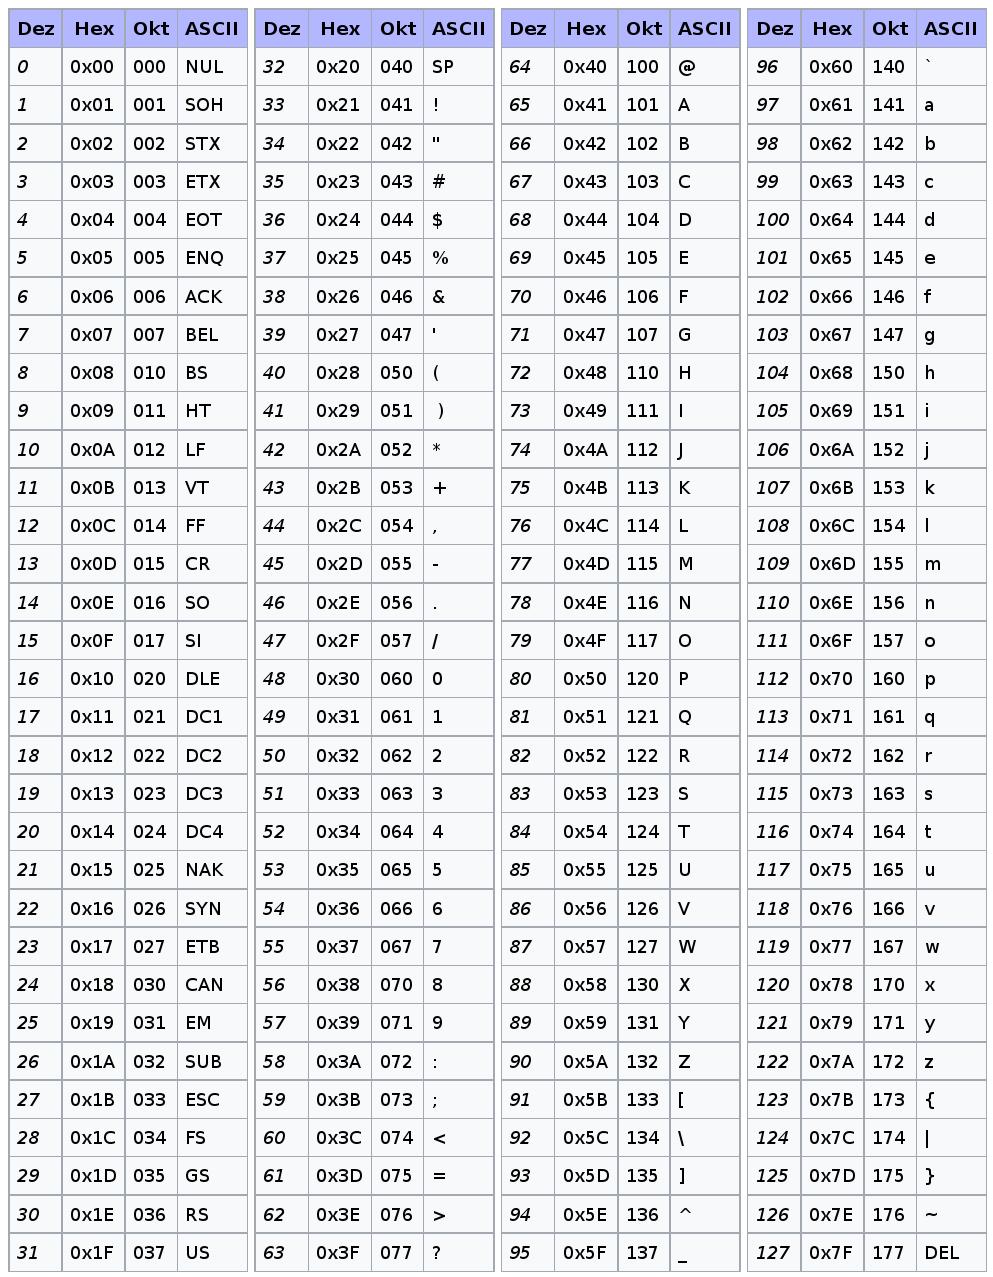 Dez Hex Okt ASCII Dez Hex Okt ASCII Dez Hex Okt ASCII Dez Hex Okt ASCII
0 0x00 000 NUL 32 0x20 040 SP 64 0x40 100 @ 96 0x60 140 `
1 0x01 001 SOH 33 0x21 041 ! 65 0x41 101 A 97 0x61 141 a
2 0x02 002 STX 34 0x22 042 " 66 0x42 102 B 98 0x62 142 b
3 0x03 003 ETX 35 0x23 043 # 67 0x43 103 C 99 0x63 143 c
4 0x04 004 EOT 36 0x24 044 $ 68 0x44 104 D 100 0x64 144 d
5 0x05 005 ENQ 37 0x25 045 % 69 0x45 105 E 101 0x65 145 e
6 0x06 006 ACK 38 0x26 046 & 70 0x46 106 F 102 0x66 146 f
7 0x07 007 BEL 39 0x27 047 ' 71 0x47 107 G 103 0x67 147 g
8 0x08 010 BS 40 0x28 050 ( 72 0x48 110 H 104 0x68 150 h
9 0x09 011 HT 41 0x29 051 ) 73 0x49 111 I 105 0x69 151 i
10 0x0A 012 LF 42 0x2A 052 * 74 0x4A 112 J 106 0x6A 152 j
11 0x0B 013 VT 43 0x2B 053 + 75 0x4B 113 K 107 0x6B 153 k
12 0x0C 014 FF 44 0x2C 054 , 76 0x4C 114 L 108 0x6C 154 l
13 0x0D 015 CR 45 0x2D 055 - 77 0x4D 115 M 109 0x6D 155 m
14 0x0E 016 SO 46 0x2E 056 . 78 0x4E 116 N 110 0x6E 156 n
15 0x0F 017 SI 47 0x2F 057 / 79 0x4F 117 O 111 0x6F 157 o
16 0x10 020 DLE 48 0x30 060 0 80 0x50 120 P 112 0x70 160 p
17 0x11 021 DC1 49 0x31 061 1 81 0x51 121 Q 113 0x71 161 q
18 0x12 022 DC2 50 0x32 062 2 82 0x52 122 R 114 0x72 162 r
19 0x13 023 DC3 51 0x33 063 3 83 0x53 123 S 115 0x73 163 s
20 0x14 024 DC4 52 0x34 064 4 84 0x54 124 T 116 0x74 164 t
21 0x15 025 NAK 53 0x35 065 5 85 0x55 125 U 117 0x75 165 u
22 0x16 026 SYN 54 0x36 066 6 86 0x56 126 V 118 0x76 166 v
23 0x17 027 ETB 55 0x37 067 7 87 0x57 127 W 119 0x77 167 w
24 0x18 030 CAN 56 0x38 070 8 88 0x58 130 X 120 0x78 170 x
25 0x19 031 EM 57 0x39 071 9 89 0x59 131 Y 121 0x79 171 y
26 0x1A 032 SUB 58 0x3A 072 : 90 0x5A 132 Z 122 0x7A 172 z
27 0x1B 033 ESC 59 0x3B 073 ; 91 0x5B 133 [ 123 0x7B 173 {
28 0x1C 034 FS 60 0x3C 074 < 92 0x5C 134 \ 124 0x7C 174 |
29 0x1D 035 GS 61 0x3D 075 = 93 0x5D 135 ] 125 0x7D 175 }
30 0x1E 036 RS 62 0x3E 076 > 94 0x5E 136 ^ 126 0x7E 176 ~
31 0x1F 037 US 63 0x3F 077 ? 95 0x5F 137 _ 127 0x7F 177 DEL